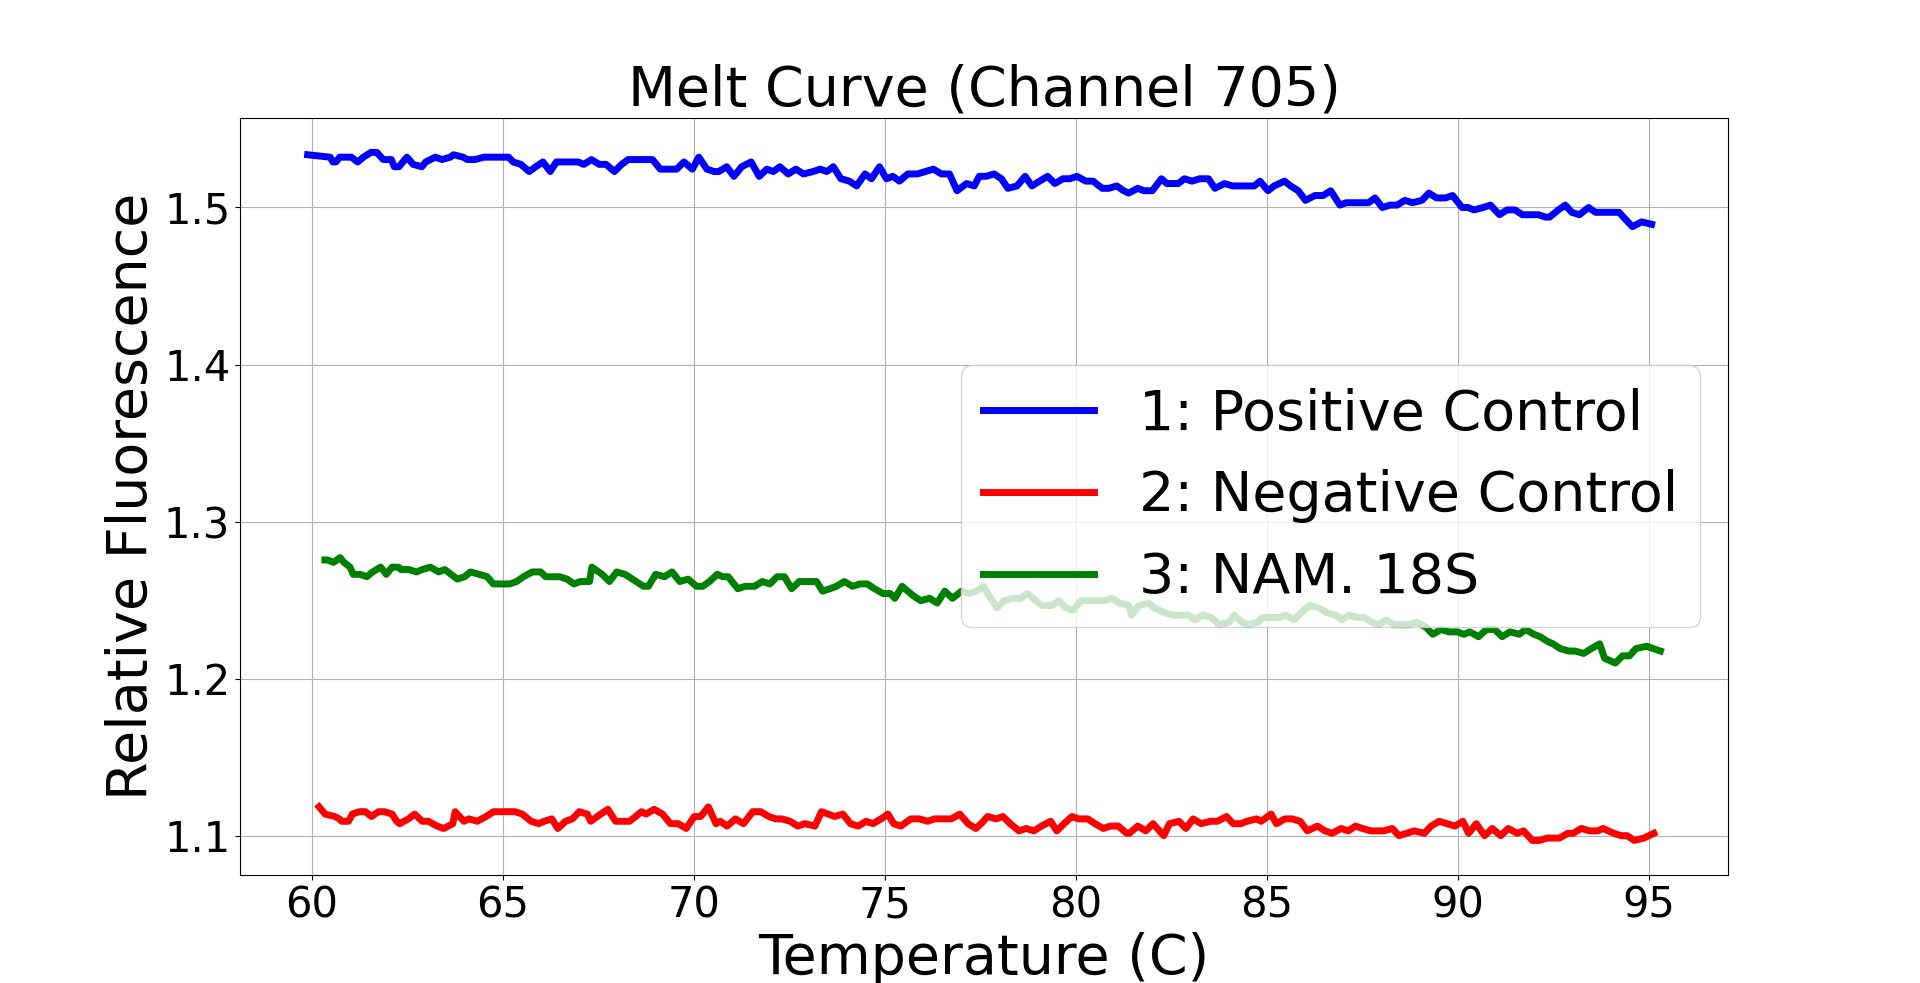 Melt Curve (Channel 705)
Relative Fluorescence
1.5
1.4
1.3
1.2
1.1
1: Positive Control
2: Negative Control
3: NAM. 18S
60 65 70 75 80 85 90 95
Temperature (C)